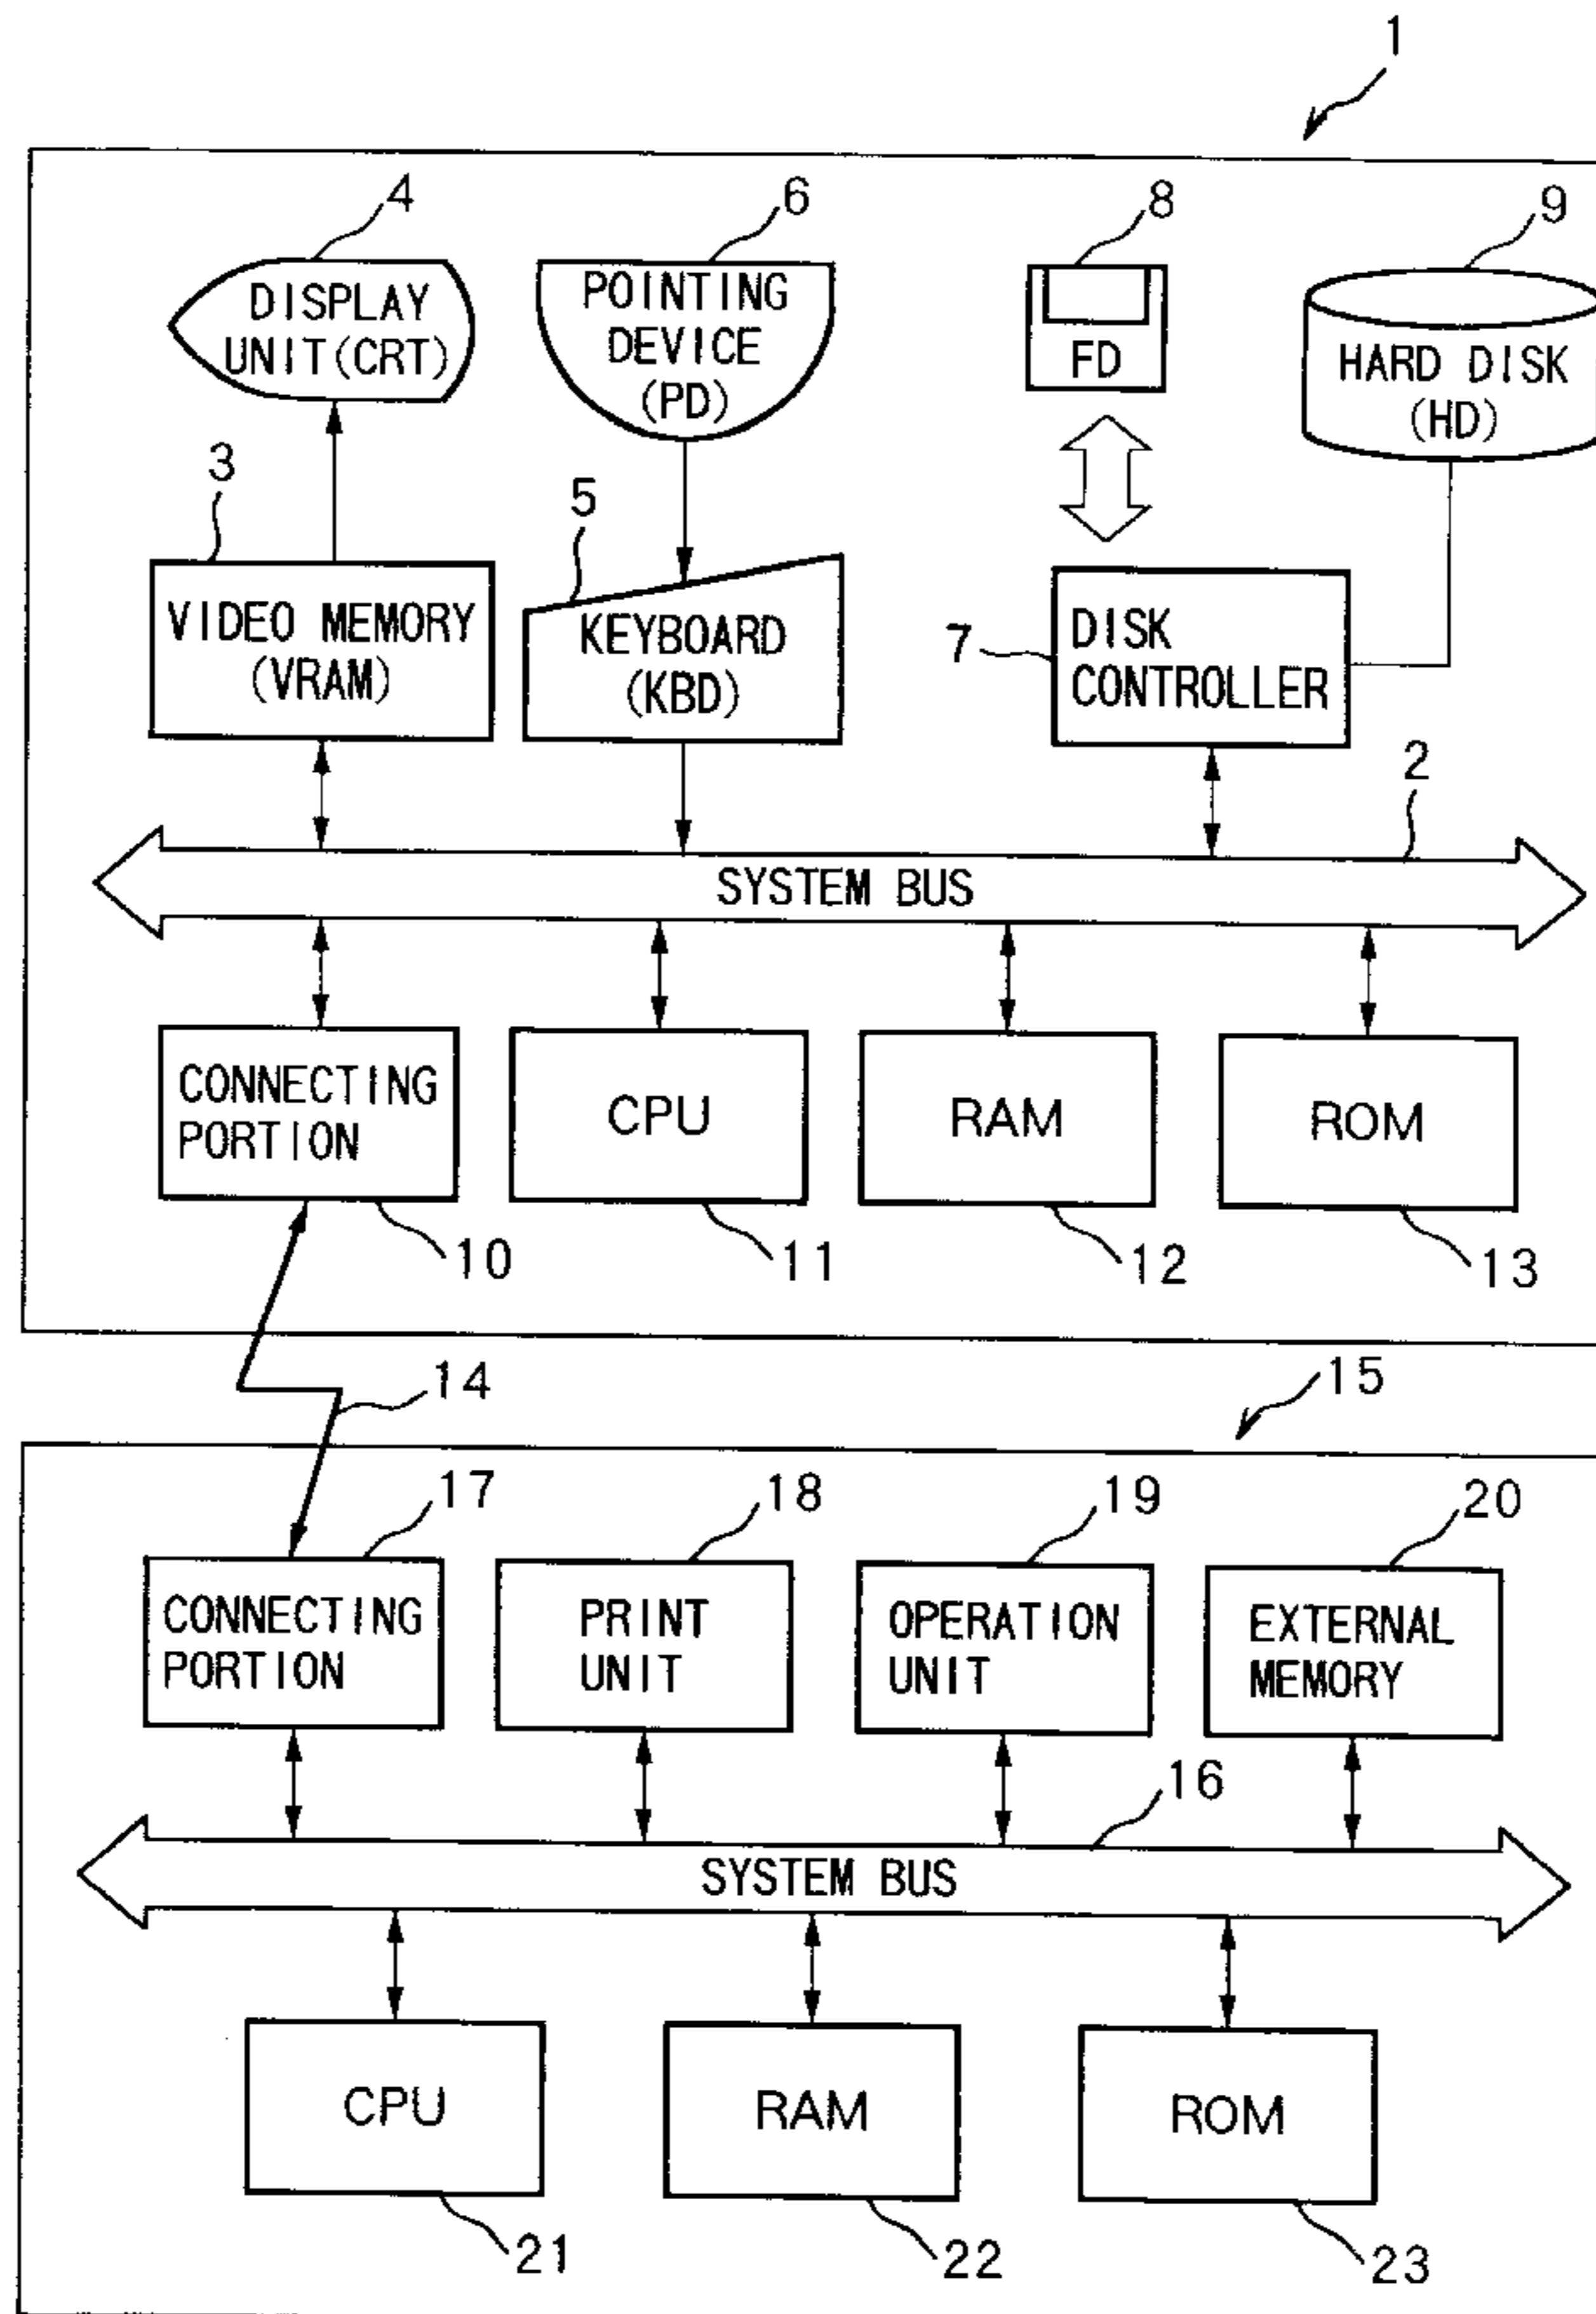 1
4
6
8
9
DISPLAY
UNIT(CRT)
POINTING
DEVICE
(PD)
FD
HARD DISK
(HD)
3
5
VIDEO MEMORY
(VRAM)
KEYBOARD
(KBD)
7
DISK
CONTROLLER
2
SYSTEM BUS
CONNECTING
PORTION
CPU
RAM
ROM
10
11
12
13
14
15
17
18
19
20
CONNECTING
PORTION
PRINT
UNIT
OPERATION
UNIT
EXTERNAL
MEMORY
16
SYSTEM BUS
CPU
RAM
ROM
21
22
23